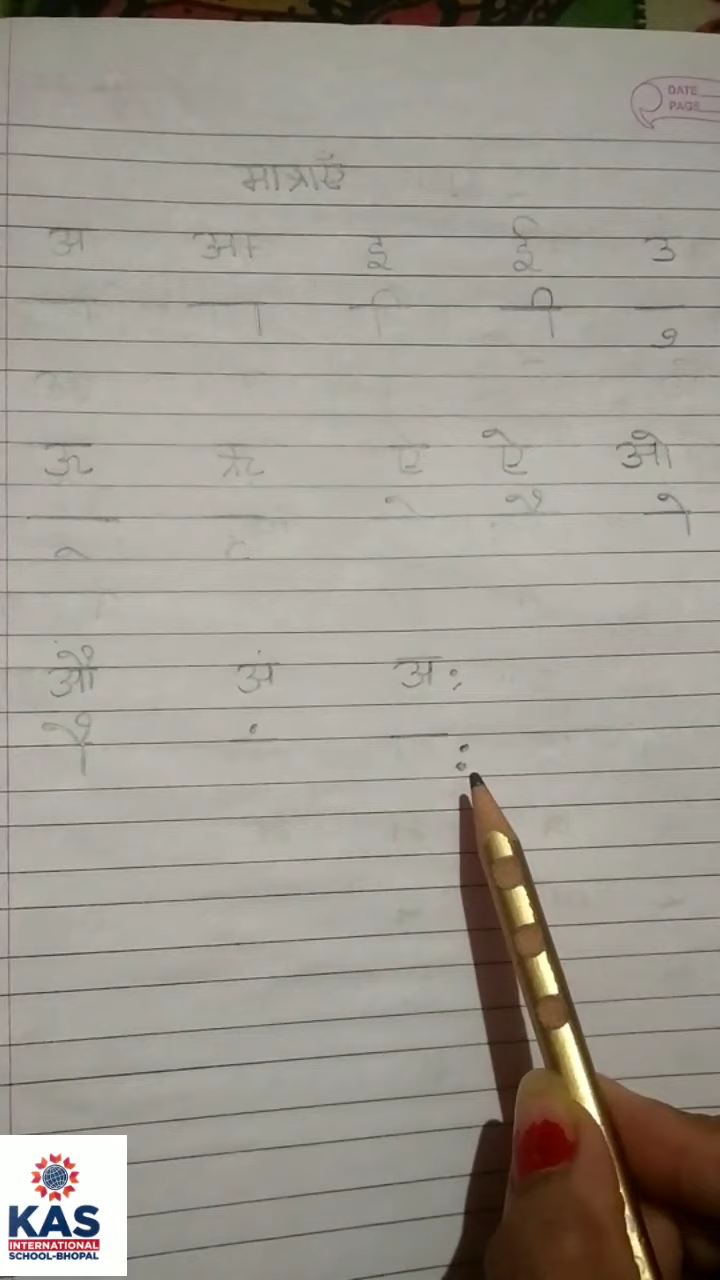 DATE
PAGE
मात्राएँ
अ आ इ ई उ
ा ि ी ु
ऊ ऋ ए ऐ ओ
ू ृ े ै ो
औ अं अः
ौ ं ः
KAS
INTERNATIONAL
SCHOOL-BHOPAL